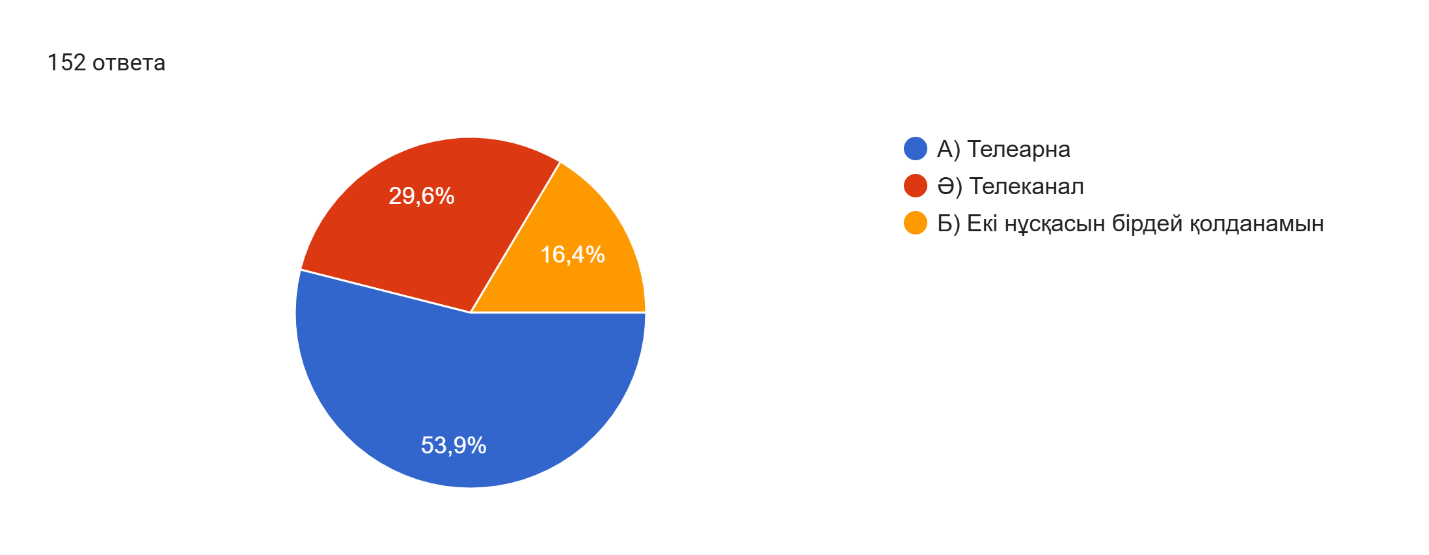 152 ответа
А) Телеарна
Ә) Телеканал
Б) Екі нұсқасын бірдей қолданамын
29,6%
16,4%
53,9%